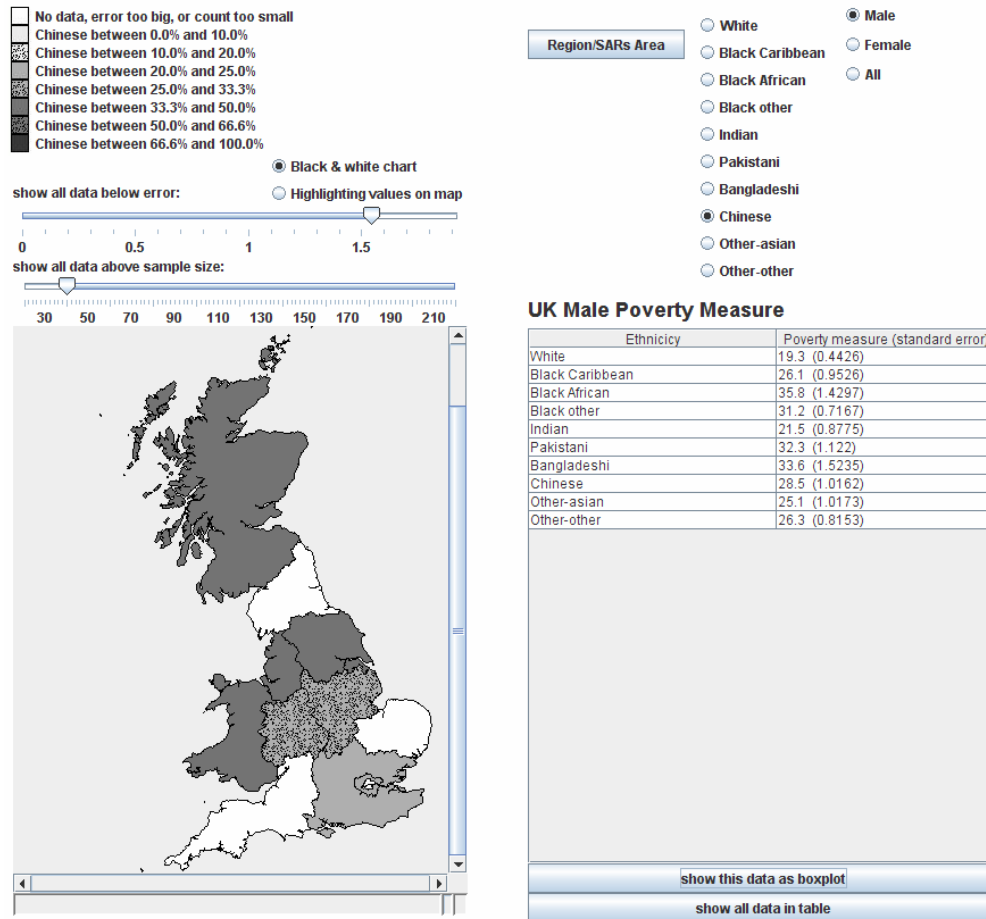 No data, error too big, or count too small
Chinese between 0.0% and 10.0%
Chinese between 10.0% and 20.0%
Chinese between 20.0% and 25.0%
Chinese between 25.0% and 33.3%
Chinese between 33.3% and 50.0%
Chinese between 50.0% and 66.6%
Chinese between 66.6% and 100.0%
Black & white chart
show all data below error:
Highlighting values on map
0 0.5 1 1.5
show all data above sample size:
30 50 70 90 110 130 150 170 190 210
Region/SARs Area
White
Black Caribbean
Black African
Black other
Indian
Pakistani
Bangladeshi
Chinese
Other-asian
Other-other
Male
Female
All
UK Male Poverty Measure
Ethnicicy Poverty measure (standard error)
White 19.3 (0.4426)
Black Caribbean 26.1 (0.9526)
Black African 35.8 (1.4297)
Black other 31.2 (0.7167)
Indian 21.5 (0.8775)
Pakistani 32.3 (1.122)
Bangladeshi 33.6 (1.5235)
Chinese 28.5 (1.0162)
Other-asian 25.1 (1.0173)
Other-other 26.3 (0.8153)
show this data as boxplot
show all data in table